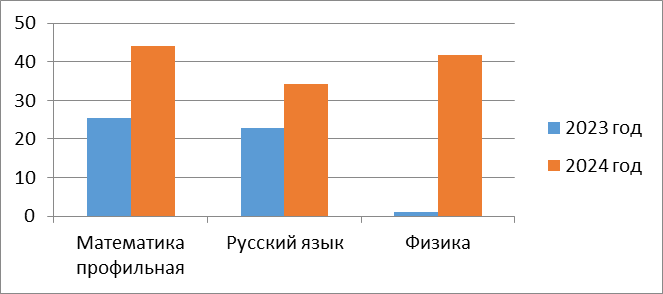 50
40
30
20
10
0
Математика
профильная
Русский язык
Физика
2023 год
2024 год